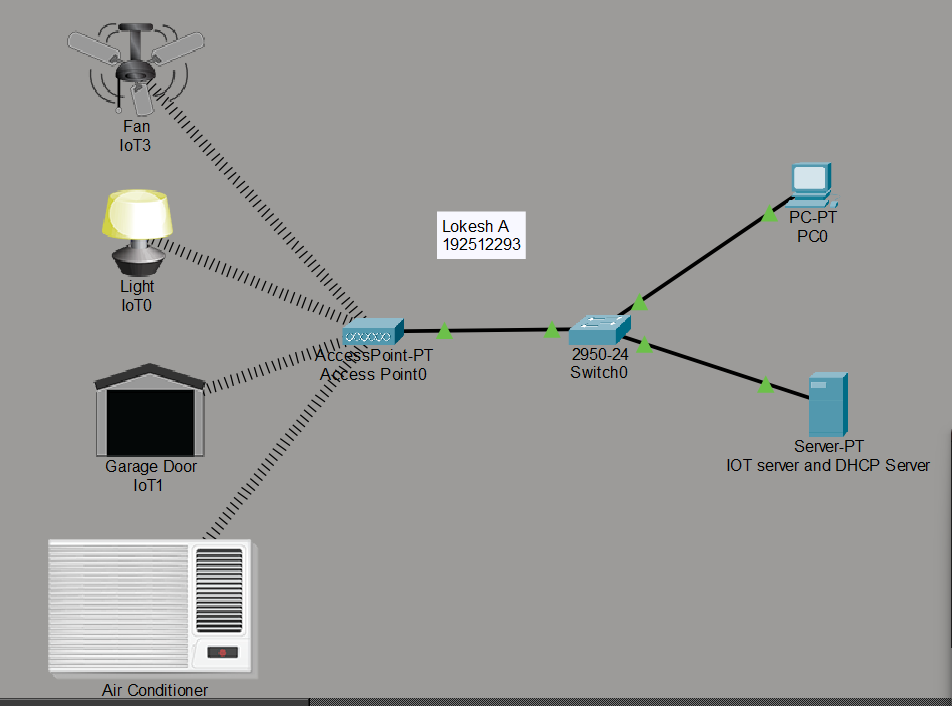 Fan
IoT3
Light
IoT0
Lokesh A
192512293
PC-PT
PC0
AccessPoint-PT
Access Point0
2950-24
Switch0
Garage Door
IoT1
Server-PT
IOT server and DHCP Server
Air Conditioner